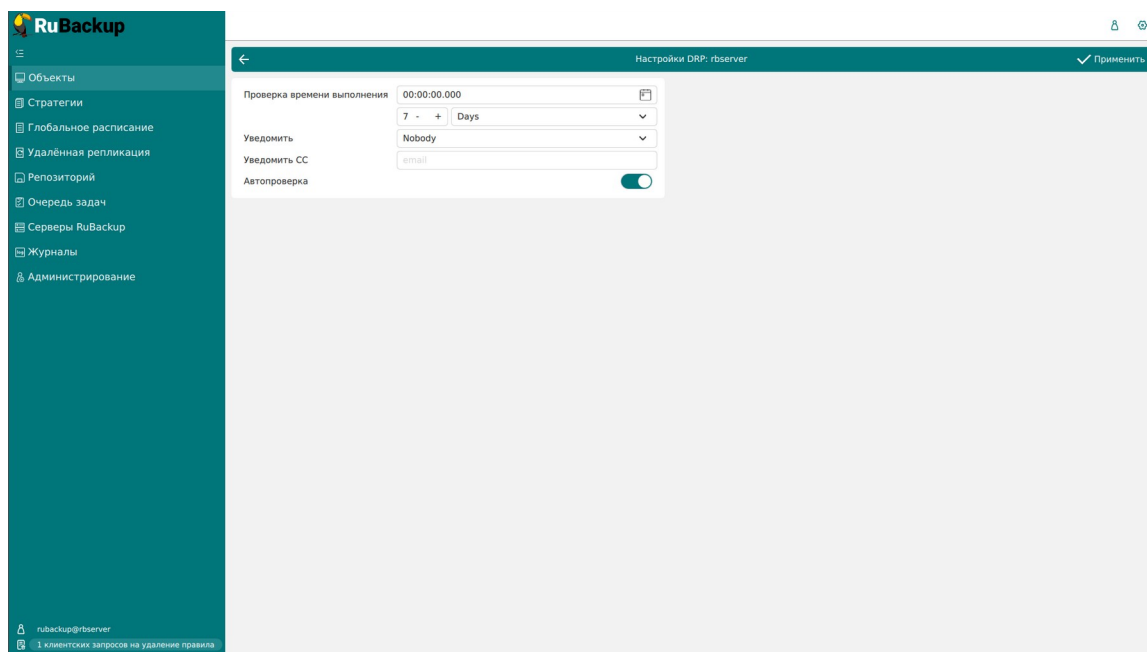 RuBackup
Настройки DRP: rbserver
Применить
Объекты
Стратегии
Глобальное расписание
Удалённая репликация
Репозиторий
Очередь задач
Серверы RuBackup
Журналы
Администрирование
Проверка времени выполнения 00:00:00.000
7 - + Days
Уведомить Nobody
Уведомить CC email
Автопроверка
rubackup@rbserver
1 клиентских запросов на удаление правила